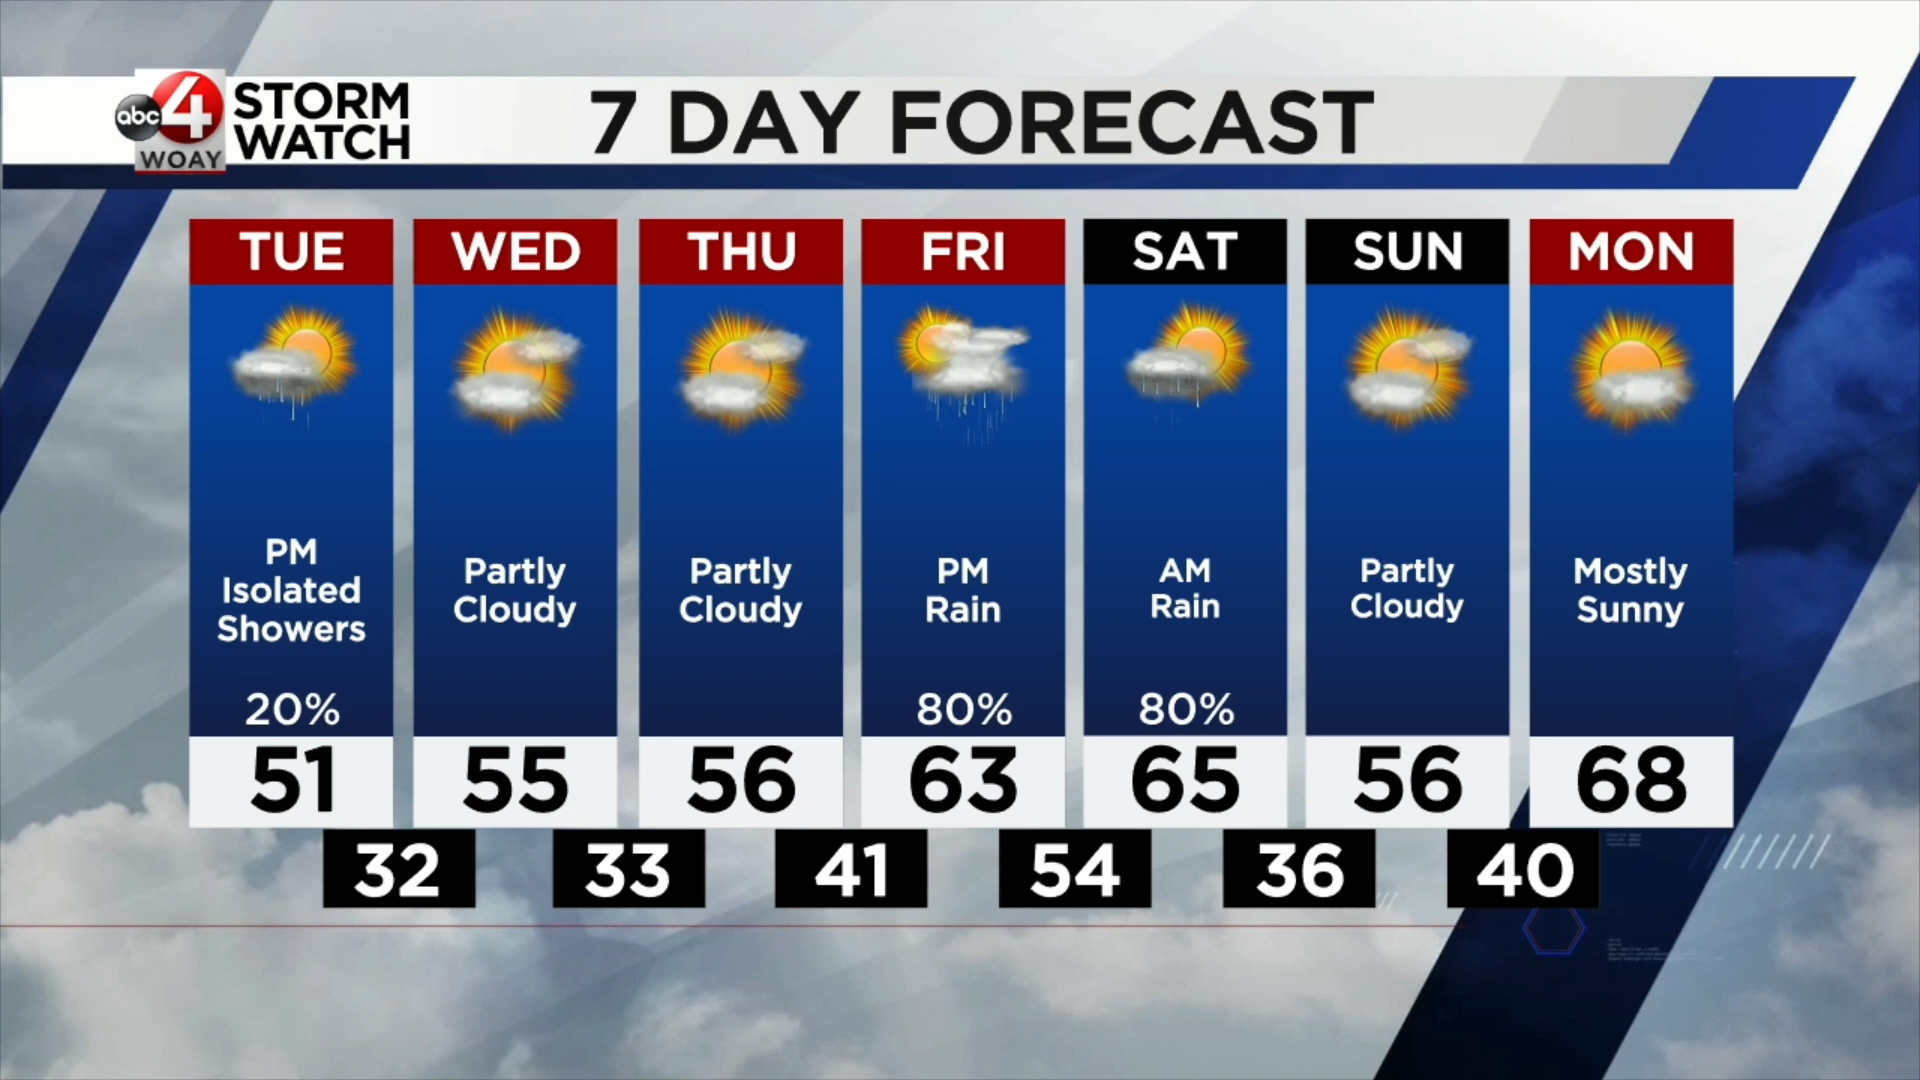 abc 4
WOAY
STORM
WATCH
7 DAY FORECAST
TUE
PM
Isolated
Showers
20%
51
WED
Partly
Cloudy
55
THU
Partly
Cloudy
56
FRI
PM
Rain
80%
63
SAT
AM
Rain
80%
65
SUN
Partly
Cloudy
56
MON
Mostly
Sunny
68
32
33
41
54
36
40